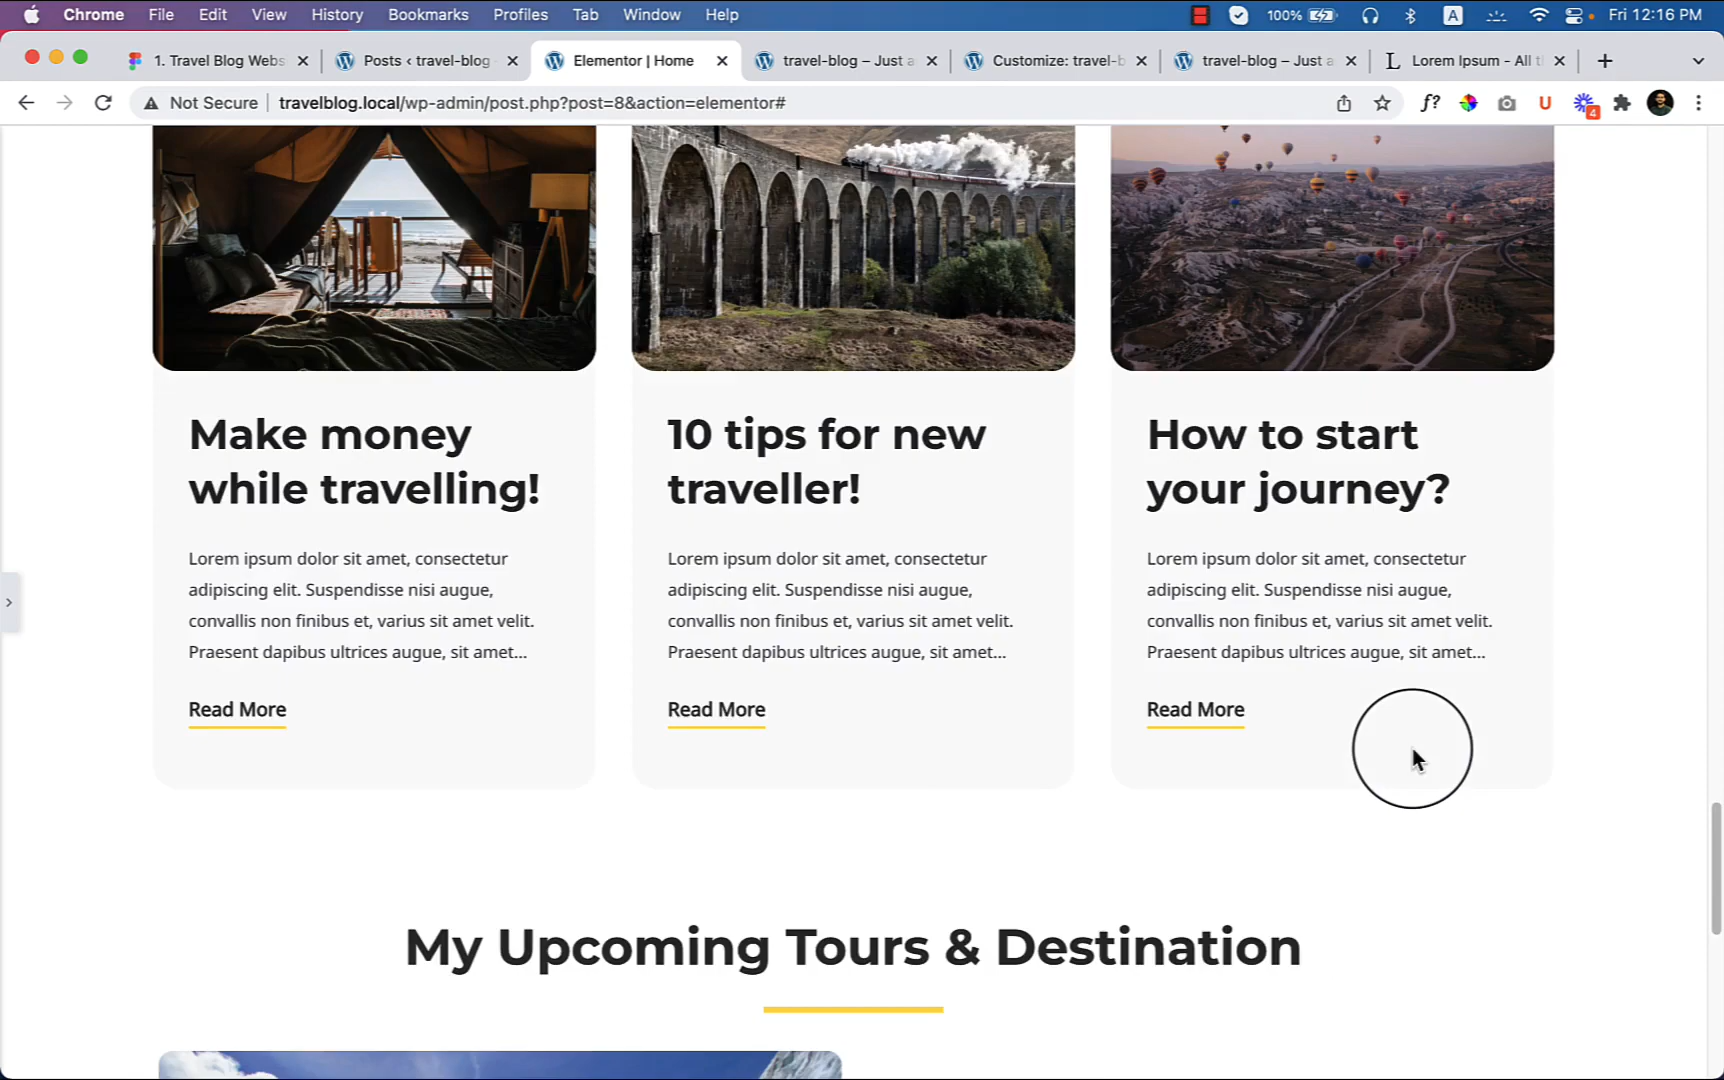 Chrome File Edit View History Bookmarks Profiles Tab Window Help 100% A Fri 12:16 PM
1. Travel Blog Webs Posts ‹ travel-blog Elementor | Home travel-blog – Just a Customize: travel-b travel-blog – Just a L Lorem Ipsum - All t
Not Secure travelblog.local/wp-admin/post.php?post=8&action=elementor# f? U 4
Make money
while travelling!
Lorem ipsum dolor sit amet, consectetur
adipiscing elit. Suspendisse nisi augue,
convallis non finibus et, varius sit amet velit.
Praesent dapibus ultrices augue, sit amet...
Read More
10 tips for new
traveller!
Lorem ipsum dolor sit amet, consectetur
adipiscing elit. Suspendisse nisi augue,
convallis non finibus et, varius sit amet velit.
Praesent dapibus ultrices augue, sit amet...
Read More
How to start
your journey?
Lorem ipsum dolor sit amet, consectetur
adipiscing elit. Suspendisse nisi augue,
convallis non finibus et, varius sit amet velit.
Praesent dapibus ultrices augue, sit amet...
Read More
My Upcoming Tours & Destination